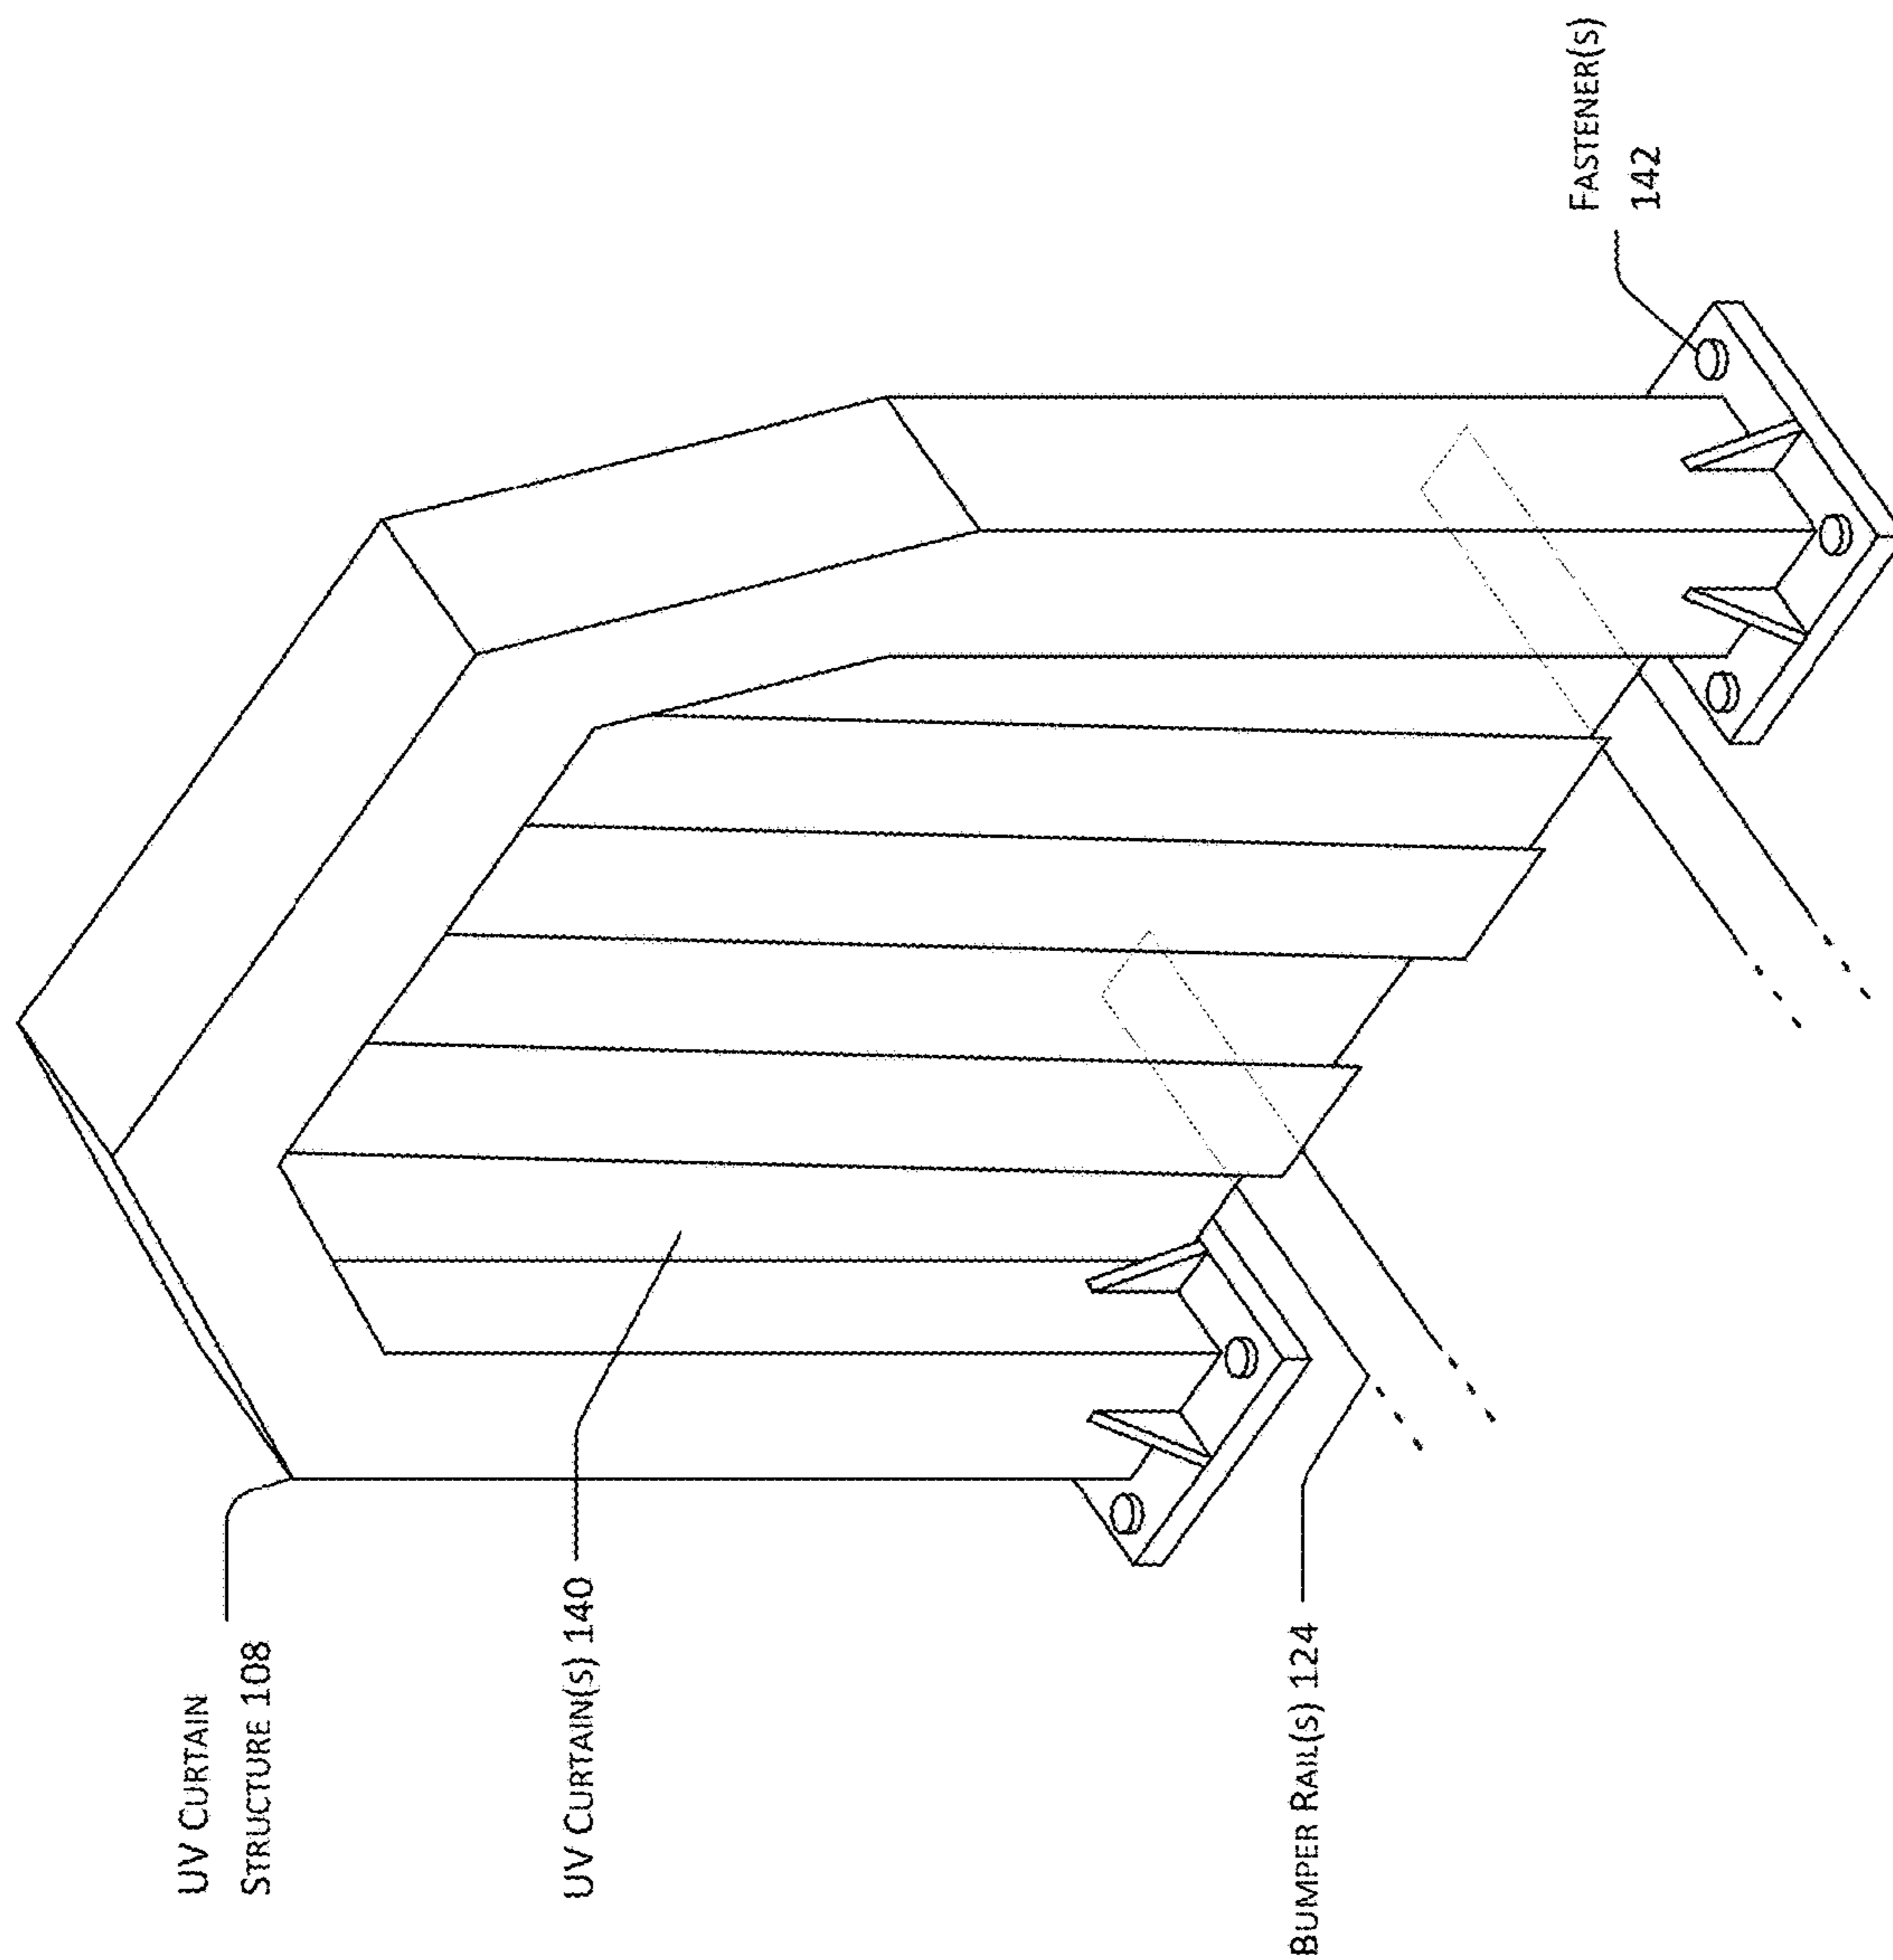 UV CURTAIN
STRUCTURE 108
UV CURTAIN(S) 140
BUMPER RAIL(S) 124
FASTENER(S)
142